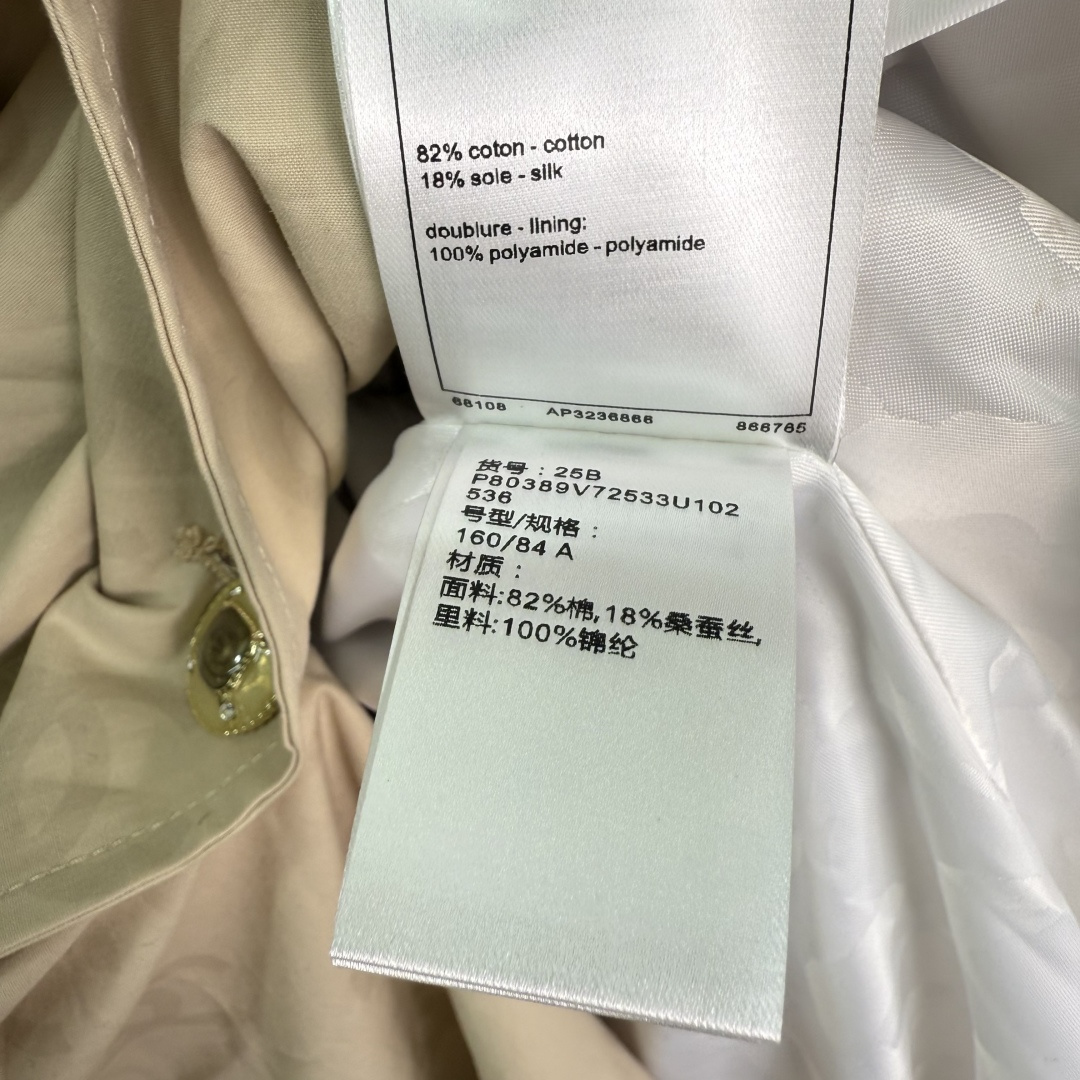 82% coton - cotton
18% soie - silk
doublure - lining:
100% polyamide - polyamide
68108 AP3236866 866765
货号：25B
P80389V72533U102
536
号型/规格：
160/84 A
材质：
面料:82%棉,18%桑蚕丝,
里料:100%锦纶